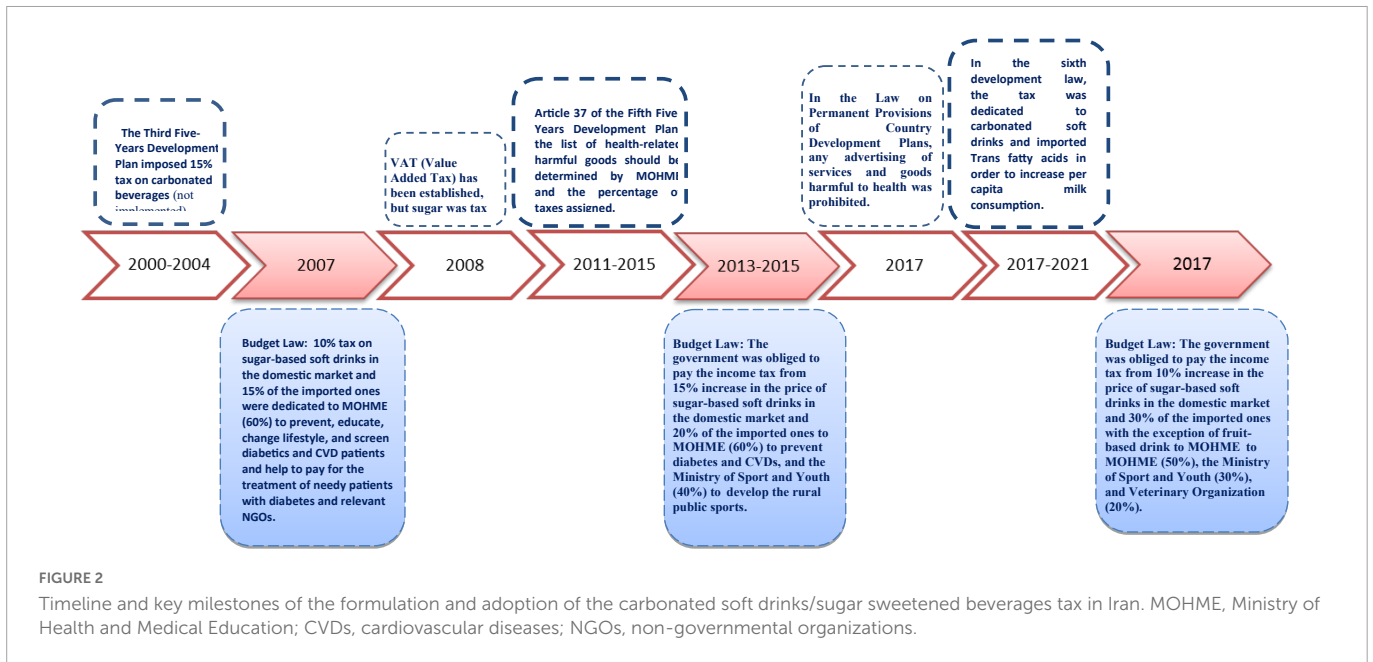 The Third Five-
Years Development
Plan imposed 15%
tax on carbonated
beverages (not
implemented)
VAT (Value
Added Tax) has
been established,
but sugar was tax
Article 37 of the Fifth Five
Years Development Plan
the list of health-related
harmful goods should be
determined by MOHME
and the percentage of
taxes assigned.
In the Law on
Permanent Provisions
of Country
Development Plans,
any advertising of
services and goods
harmful to health was
prohibited.
In the sixth
development law,
the tax was
dedicated to
carbonated soft
drinks and imported
Trans fatty acids in
order to increase per
capita milk
consumption.
2000-2004
2007
2008
2011-2015
2013-2015
2017
2017-2021
2017
Budget Law: 10% tax on
sugar-based soft drinks in
the domestic market and
15% of the imported ones
were dedicated to MOHME
(60%) to prevent, educate,
change lifestyle, and screen
diabetics and CVD patients
and help to pay for the
treatment of needy patients
with diabetes and relevant
NGOs.
Budget Law: The
government was obliged to
pay the income tax from
15% increase in the price of
sugar-based soft drinks in
the domestic market and
20% of the imported ones to
MOHME (60%) to prevent
diabetes and CVDs, and the
Ministry of Sport and Youth
(40%) to develop the rural
public sports.
Budget Law: The government
was obliged to pay the income
tax from 10% increase in the
price of sugar-based soft
drinks in the domestic market
and 30% of the imported ones
with the exception of fruit-
based drink to MOHME to
MOHME (50%), the Ministry
of Sport and Youth (30%),
and Veterinary Organization
(20%).
FIGURE 2
Timeline and key milestones of the formulation and adoption of the carbonated soft drinks/sugar sweetened beverages tax in Iran. MOHME, Ministry of
Health and Medical Education; CVDs, cardiovascular diseases; NGOs, non-governmental organizations.